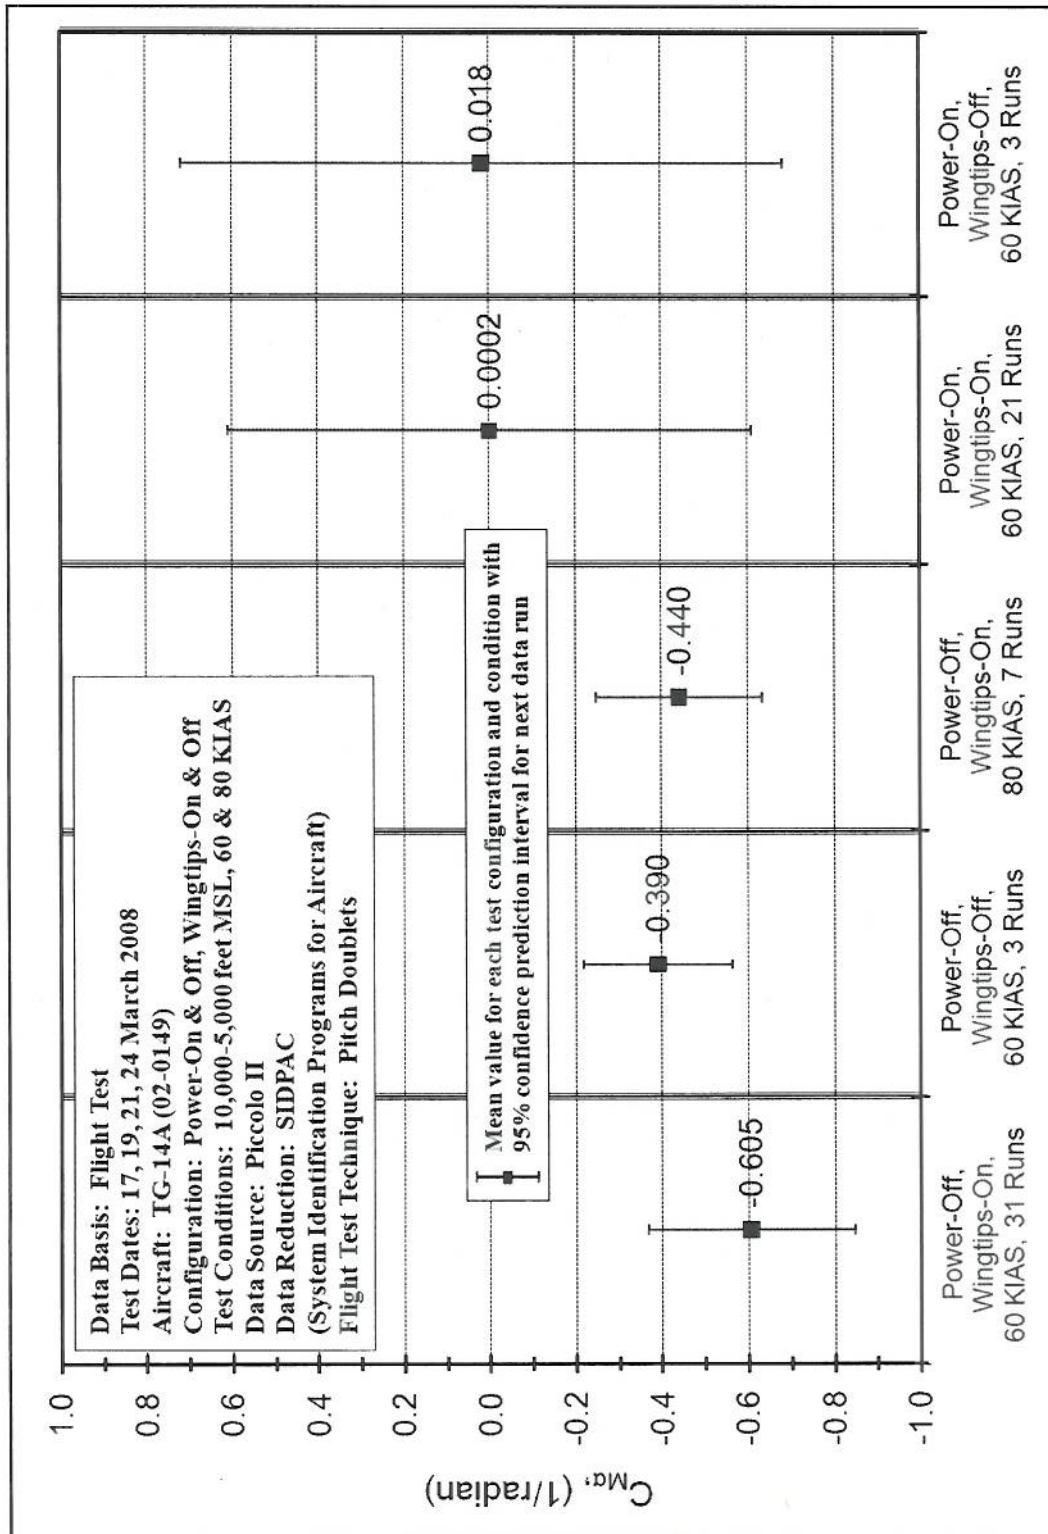 Data Basis: Flight Test
Test Dates: 17, 19, 21, 24 March 2008
Aircraft: TG-14A (02-0149)
Configuration: Power-On & Off, Wingtips-On & Off
Test Conditions: 10,000-5,000 feet MSL, 60 & 80 KIAS
Data Source: Piccolo II
Data Reduction: SIDPAC
(System Identification Programs for Aircraft)
Flight Test Technique: Pitch Doublets
Mean value for each test configuration and condition with
95% confidence prediction interval for next data run
CMα, (1/radian)
1.0
0.8
0.6
0.4
0.2
0.0
-0.2
-0.4
-0.6
-0.8
-1.0
-0.605
-0.390
-0.440
0.0002
0.018
Power-Off,
Wingtips-On,
60 KIAS, 31 Runs
Power-Off,
Wingtips-Off,
60 KIAS, 3 Runs
Power-Off,
Wingtips-On,
80 KIAS, 7 Runs
Power-On,
Wingtips-On,
60 KIAS, 21 Runs
Power-On,
Wingtips-Off,
60 KIAS, 3 Runs